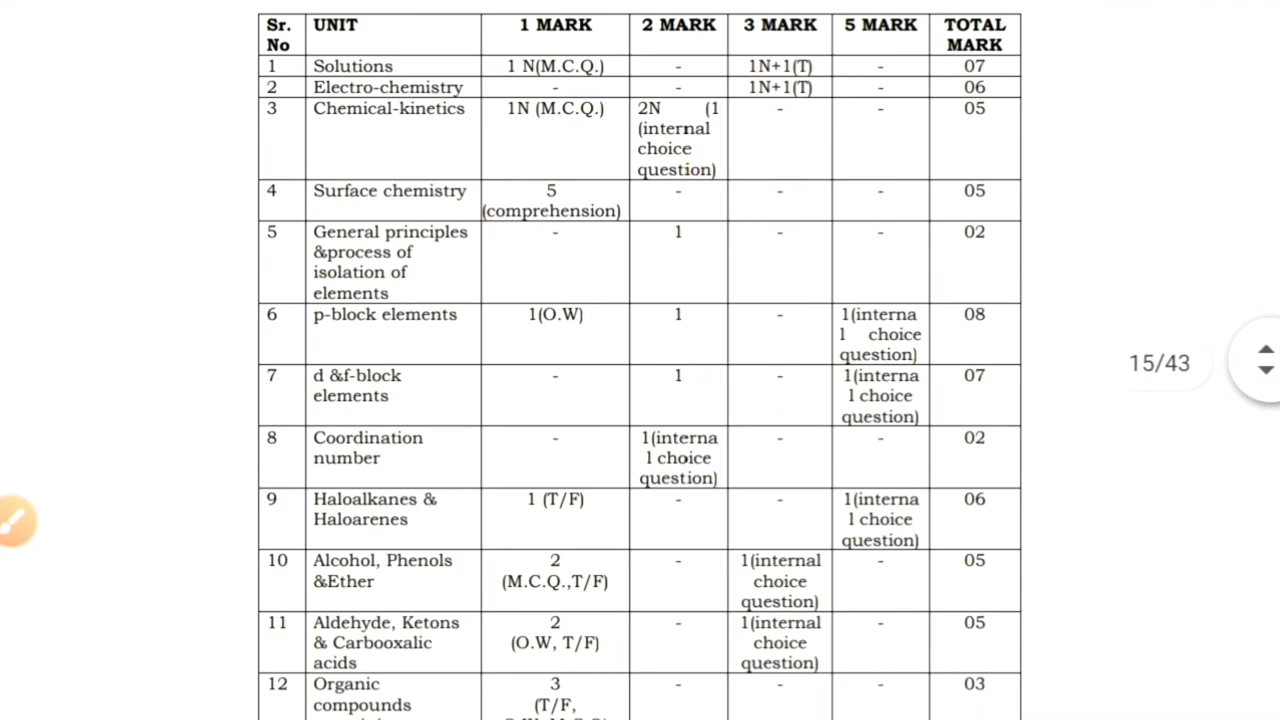 Sr. No UNIT 1 MARK 2 MARK 3 MARK 5 MARK TOTAL MARK
1 Solutions 1 N(M.C.Q.) - 1N+1(T) - 07
2 Electro-chemistry - - 1N+1(T) - 06
3 Chemical-kinetics 1N (M.C.Q.) 2N (1 - - 05
(internal
choice
question)
4 Surface chemistry 5 - - - 05
(comprehension)
5 General principles - 1 - - 02
&process of
isolation of
elements
6 p-block elements 1(O.W) 1 - 1(interna 08
l choice
question)
7 d &f-block - 1 - 1(interna 07
elements l choice
question)
8 Coordination - 1(interna - - 02
number l choice
question)
9 Haloalkanes & 1 (T/F) - - 1(interna 06
Haloarenes l choice
question)
10 Alcohol, Phenols 2 - 1(internal - 05
&Ether (M.C.Q.,T/F) choice
question)
11 Aldehyde, Ketons 2 - 1(internal - 05
& Carbooxalic (O.W, T/F) choice
acids question)
12 Organic 3 - - - 03
compounds (T/F,
15/43